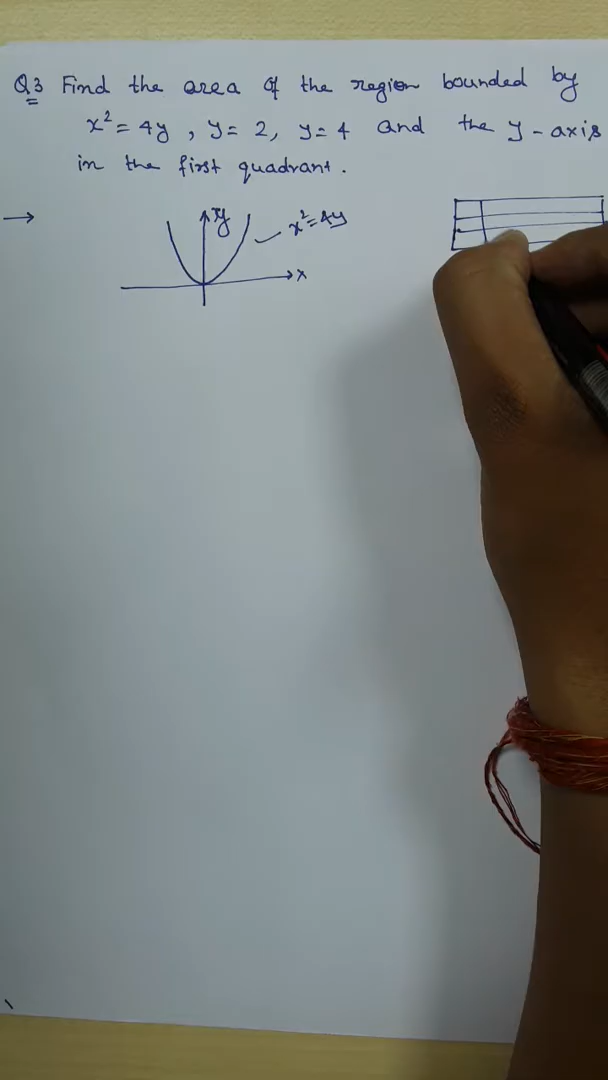 Q3 Find the area of the region bounded by
x² = 4y , y = 2, y = 4 and the y - axis
in the first quadrant.
→
y
x² = 4y
x